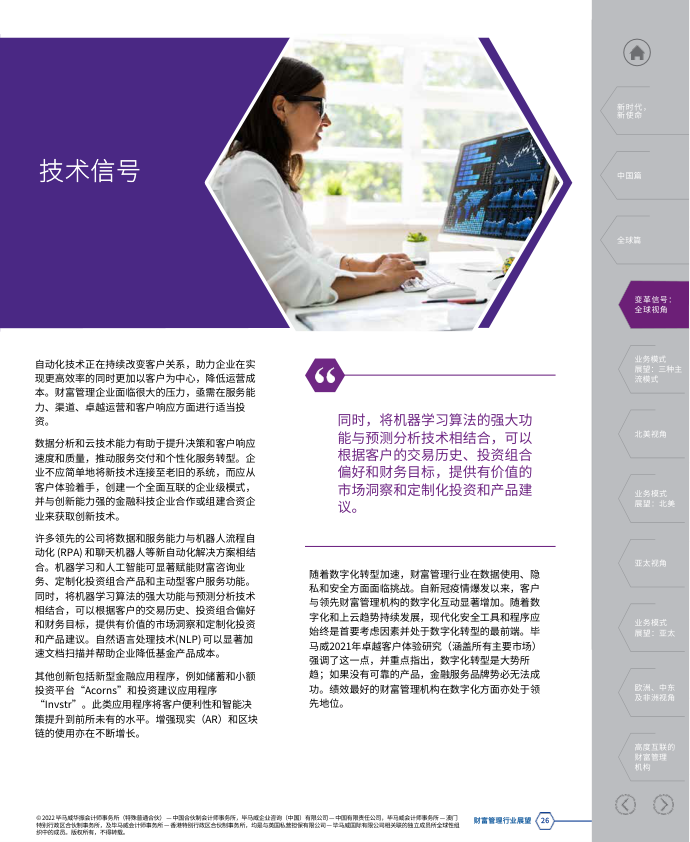 技术信号
自动化技术正在持续改变客户关系，助力企业在实
现更高效率的同时更加以客户为中心，降低运营成
本。财富管理企业面临很大的压力，亟需在服务能
力、渠道、卓越运营和客户响应方面进行适当投
资。
数据分析和云技术能力有助于提升决策和客户响应
速度和质量，推动服务交付和个性化服务转型。企
业不应简单地将新技术连接至老旧的系统，而应从
客户体验着手，创建一个全面互联的企业级模式，
并与创新能力强的金融科技企业合作或组建合资企
业来获取创新技术。
许多领先的公司将数据和服务能力与机器人流程自
动化 (RPA) 和聊天机器人等新自动化解决方案相结
合。机器学习和人工智能可显著赋能财富咨询业
务、定制化投资组合产品和主动型客户服务功能。
同时，将机器学习算法的强大功能与预测分析技术
相结合，可以根据客户的交易历史、投资组合偏好
和财务目标，提供有价值的市场洞察和定制化投资
和产品建议。自然语言处理技术(NLP) 可以显著加
速文档扫描并帮助企业降低基金产品成本。
其他创新包括新型金融应用程序，例如储蓄和小额
投资平台“Acorns”和投资建议应用程序
“Invstr”。此类应用程序将客户便利性和智能决
策提升到前所未有的水平。增强现实（AR）和区块
链的使用亦在不断增长。
同时，将机器学习算法的强大功
能与预测分析技术相结合，可以
根据客户的交易历史、投资组合
偏好和财务目标，提供有价值的
市场洞察和定制化投资和产品建
议。
随着数字化转型加速，财富管理行业在数据使用、隐
私和安全方面面临挑战。自新冠疫情爆发以来，客户
与领先财富管理机构的数字化互动显著增加。随着数
字化和上云趋势持续发展，现代化安全工具和程序应
始终是首要考虑因素并处于数字化转型的最前端。毕
马威2021年卓越客户体验研究（涵盖所有主要市场）
强调了这一点，并重点指出，数字化转型是大势所
趋；如果没有可靠的产品，金融服务品牌势必无法成
功。绩效最好的财富管理机构在数字化方面亦处于领
先地位。
新时代，
新使命
中国篇
全球篇
变革信号：
全球视角
业务模式
展望：三种主
流模式
北美视角
业务模式
展望：北美
亚太视角
业务模式
展望：亚太
欧洲、中东
及非洲视角
高度互联的
财富管理
机构
© 2022 毕马威华振会计师事务所（特殊普通合伙） — 中国合伙制会计师事务所，毕马威企业咨询（中国）有限公司 — 中国有限责任公司，毕马威会计师事务所 — 澳门
特别行政区合伙制事务所，及毕马威会计师事务所 — 香港特别行政区合伙制事务所，均是与英国私营担保有限公司 — 毕马威国际有限公司相关联的独立成员所全球性组
织中的成员。版权所有，不得转载。
财富管理行业展望 26